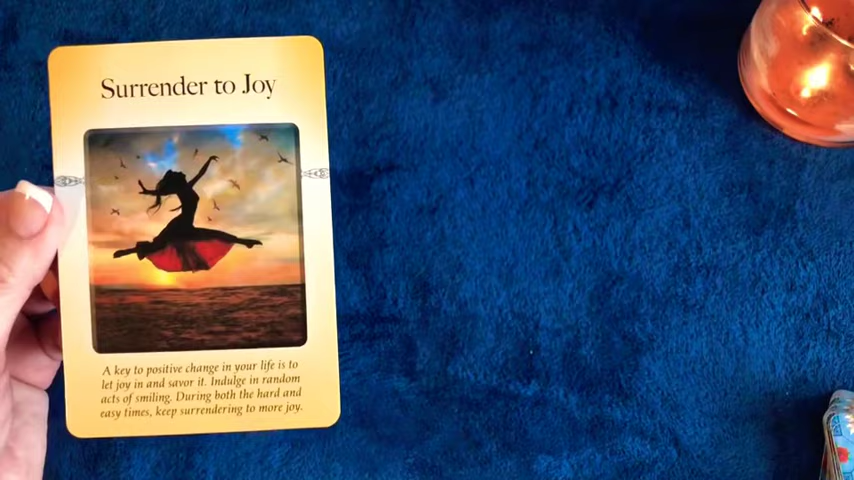 Surrender to Joy
A key to positive change in your life is to
let joy in and savor it. Indulge in random
acts of smiling. During both the hard and
easy times, keep surrendering to more joy.